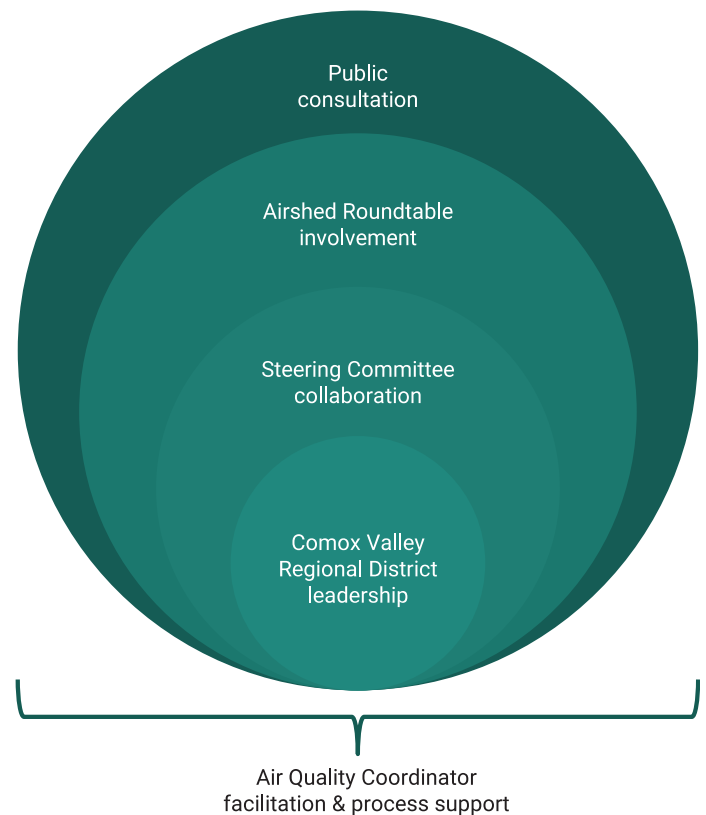 Public
consultation
Airshed Roundtable
involvement
Steering Committee
collaboration
Comox Valley
Regional District
leadership
Air Quality Coordinator
facilitation & process support